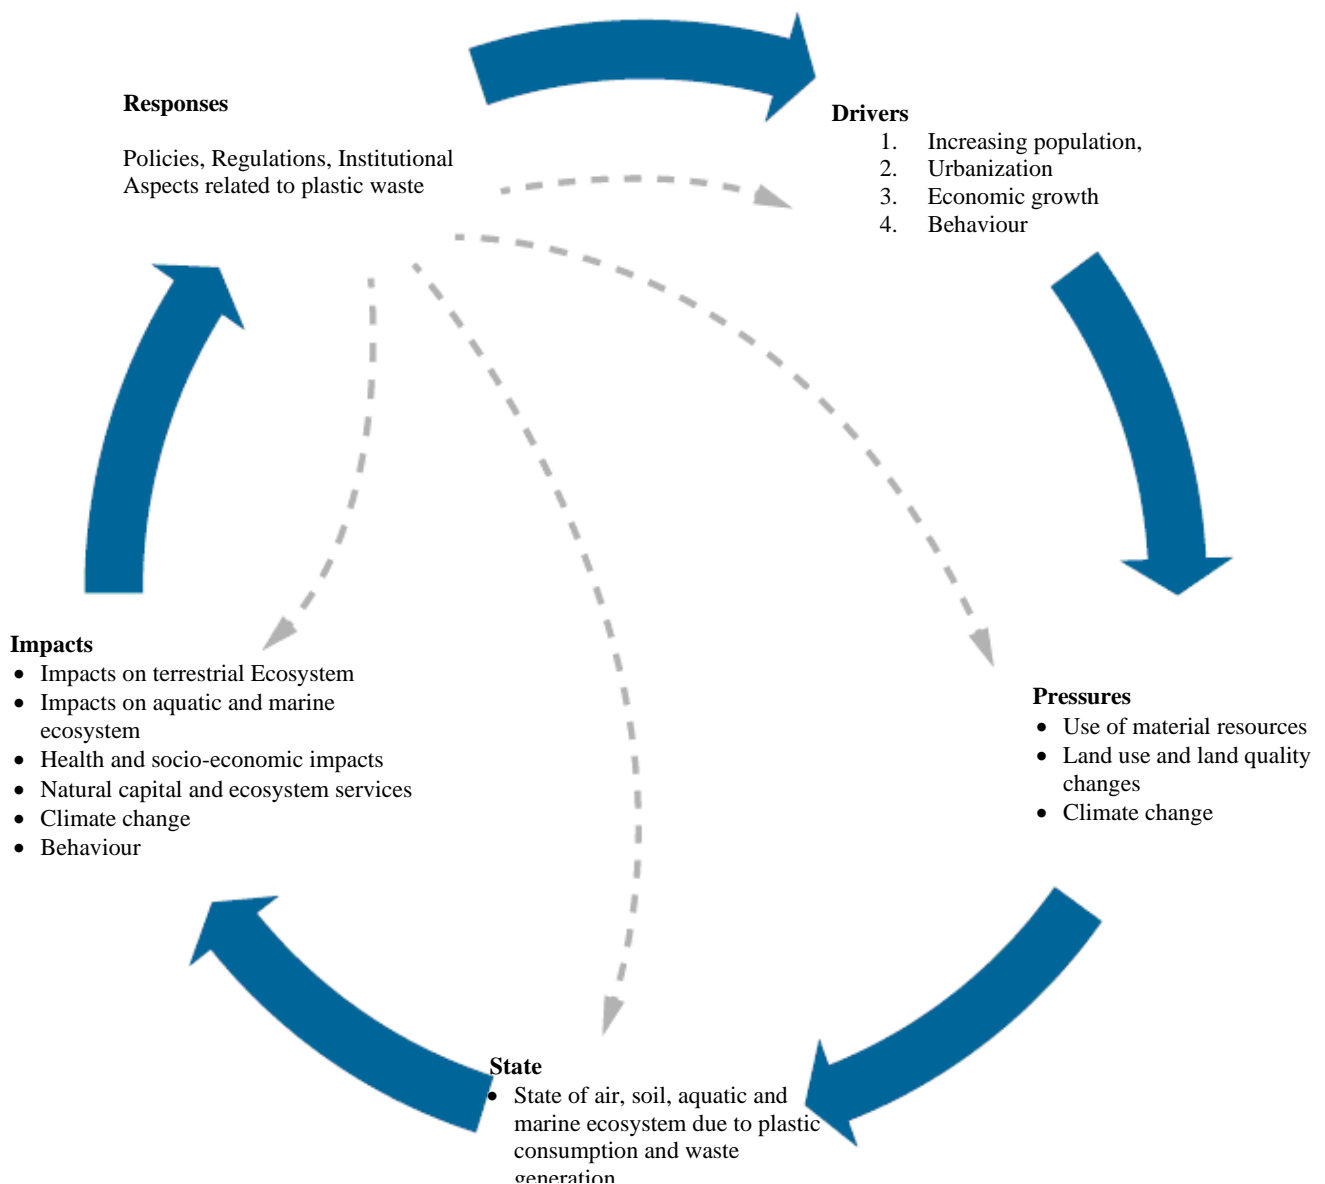 Responses
Policies, Regulations, Institutional
Aspects related to plastic waste
Drivers
1. Increasing population,
2. Urbanization
3. Economic growth
4. Behaviour
Impacts
• Impacts on terrestrial Ecosystem
• Impacts on aquatic and marine
ecosystem
• Health and socio-economic impacts
• Natural capital and ecosystem services
• Climate change
• Behaviour
Pressures
• Use of material resources
• Land use and land quality
changes
• Climate change
State
• State of air, soil, aquatic and
marine ecosystem due to plastic
consumption and waste
generation